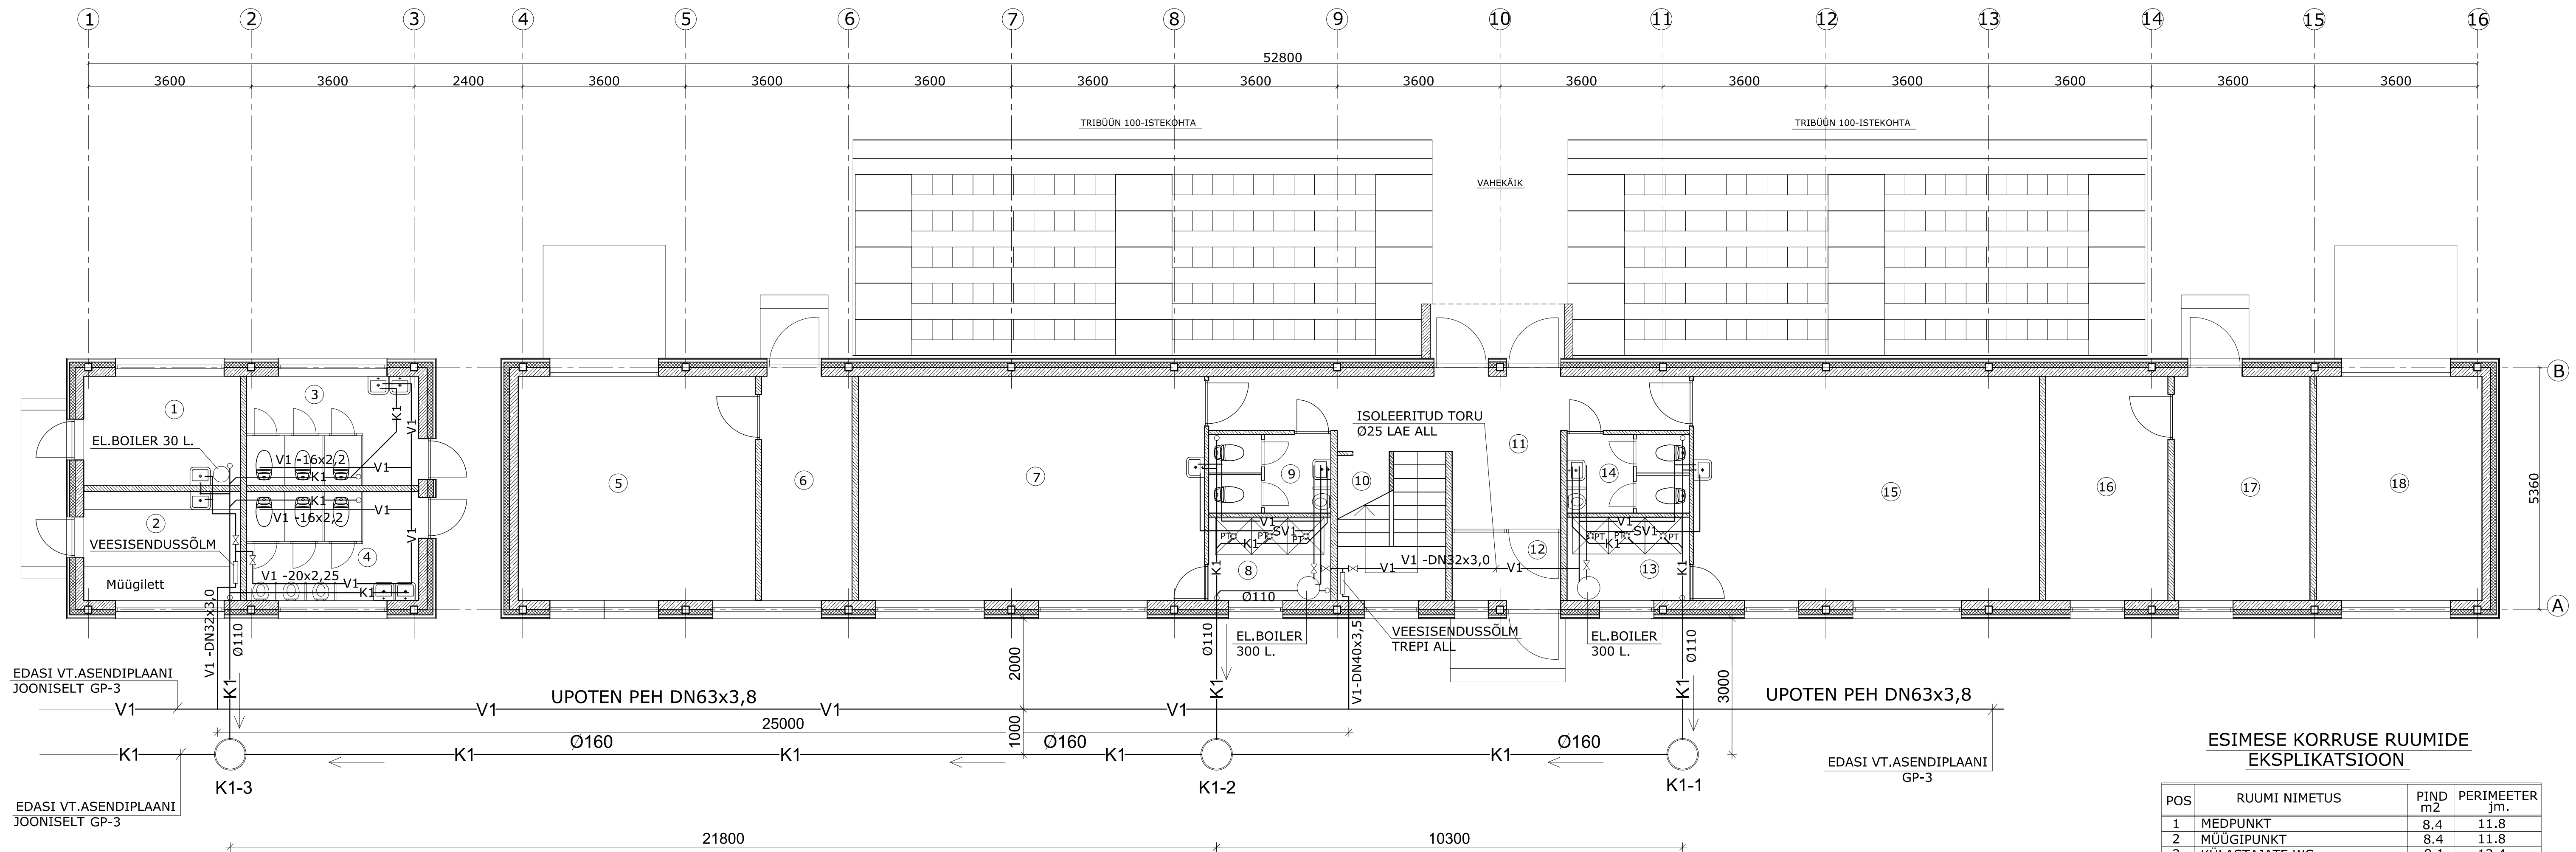 1 2 3 4 5 6 7 8 9 10 11 12 13 14 15 16
52800
3600 3600 2400 3600 3600 3600 3600 3600 3600 3600 3600 3600 3600 3600 3600
TRIBÜÜN 100-ISTEKOHTA
TRIBÜÜN 100-ISTEKOHTA
VAHEKÄIK
B
1
3
K1
V1
EL.BOILER 30 L.
V1 -16x2,2
V1
K1
ISOLEERITUD TORU
Ø25 LAE ALL
5
6
7
9
10
11
14
15
16
17
18
5360
2
K1
V1
V1 -16x2,2
V1
VEESISENDUSSÕLM
4
V1 -20x2,25
V1
K1
Müügilett
V1
SV1
PT PT PT
K1
8
K1
Ø110
V1
V1 -DN32x3,0
V1
12
V1
SV1
PT PT PT
K1
13
K1
A
V1 -DN32x3,0
Ø110
K1
Ø110
K1
EL.BOILER
300 L.
V1-DN40x3,5
VEESISENDUSSÕLM
TREPI ALL
EL.BOILER
300 L.
Ø110
K1
2000
3000
EDASI VT.ASENDIPLAANI
JOONISELT GP-3
V1 V1 UPOTEN PEH DN63x3,8 V1 V1 UPOTEN PEH DN63x3,8
25000
1000
K1 Ø160 K1 K1 Ø160 K1 K1 Ø160
K1-3 K1-2 K1-1
EDASI VT.ASENDIPLAANI
GP-3
EDASI VT.ASENDIPLAANI
JOONISELT GP-3
21800 10300
ESIMESE KORRUSE RUUMIDE
EKSPLIKATSIOON
POS RUUMI NIMETUS PIND m2 PERIMEETER jm.
1 MEDPUNKT 8.4 11.8
2 MÜÜGIPUNKT 8.4 11.8